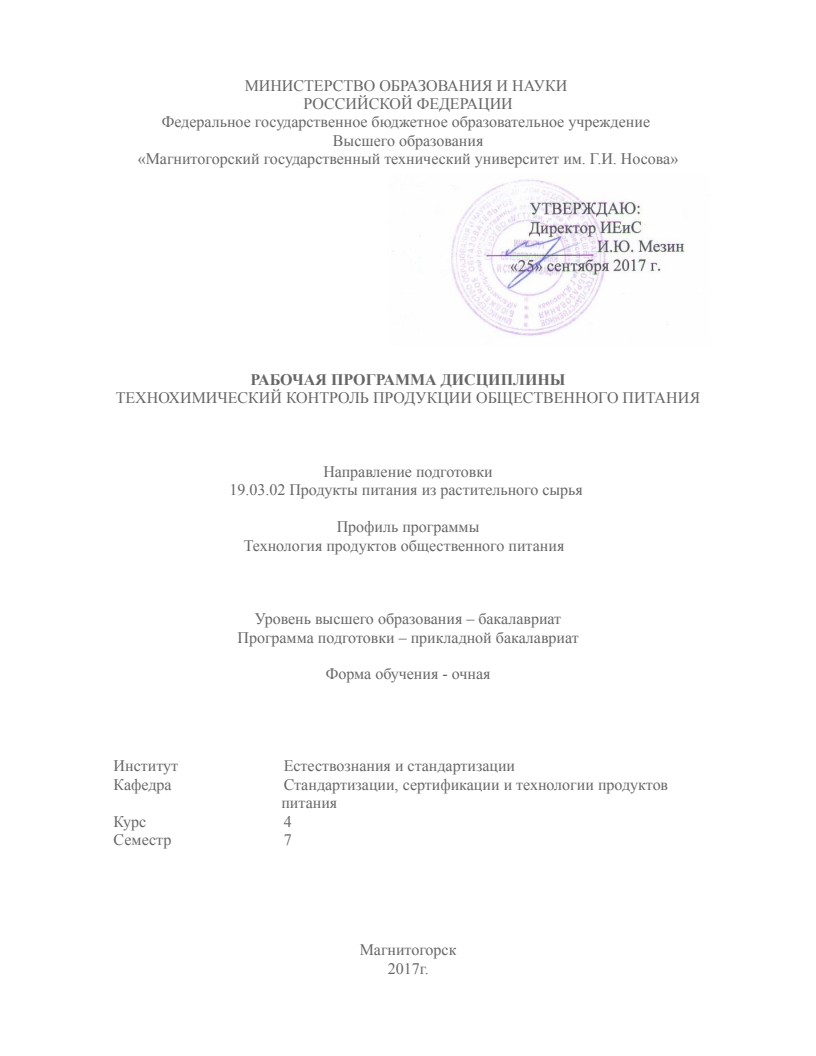 МИНИСТЕРСТВО ОБРАЗОВАНИЯ И НАУКИ
РОССИЙСКОЙ ФЕДЕРАЦИИ
Федеральное государственное бюджетное образовательное учреждение
Высшего образования
«Магнитогорский государственный технический университет им. Г.И. Носова»
УТВЕРЖДАЮ:
Директор ИЕиС
И.Ю. Мезин
«25» сентября 2017 г.
РАБОЧАЯ ПРОГРАММА ДИСЦИПЛИНЫ
ТЕХНОХИМИЧЕСКИЙ КОНТРОЛЬ ПРОДУКЦИИ ОБЩЕСТВЕННОГО ПИТАНИЯ
Направление подготовки
19.03.02 Продукты питания из растительного сырья
Профиль программы
Технология продуктов общественного питания
Уровень высшего образования – бакалавриат
Программа подготовки – прикладной бакалавриат
Форма обучения - очная
Институт Естествознания и стандартизации
Кафедра Стандартизации, сертификации и технологии продуктов
питания
Курс 4
Семестр 7
Магнитогорск
2017г.